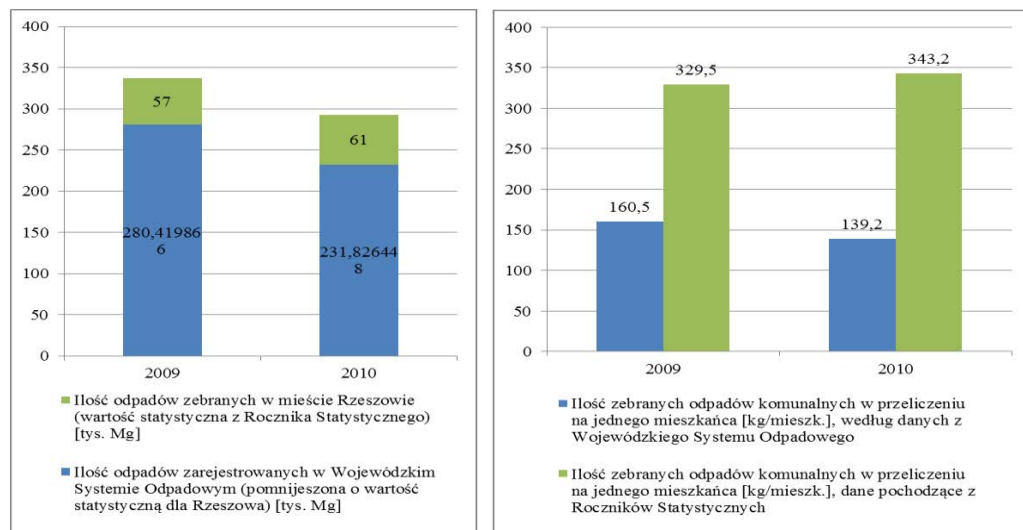 400
350
300
250
200
150
100
50
0
57
280,41986
6
61
231,82644
8
2009
2010
Ilość odpadów zebranych w mieście Rzeszowie
(wartość statystyczna z Rocznika Statystycznego)
[tys. Mg]
Ilość odpadów zarejestrowanych w Wojewódzkim
Systemie Odpadowym (pomnijeszona o wartość
statystyczną dla Rzeszowa) [tys. Mg]
400
350
300
250
200
150
100
50
0
160,5
329,5
139,2
343,2
2009
2010
Ilość zebranych odpadów komunalnych w przeliczeniu
na jednego mieszkańca [kg/mieszk.], według danych z
Wojewódzkiego Systemu Odpadowego
Ilość zebranych odpadów komunalnych w przeliczeniu
na jednego mieszkańca [kg/mieszk.], dane pochodzące z
Roczników Statystycznych